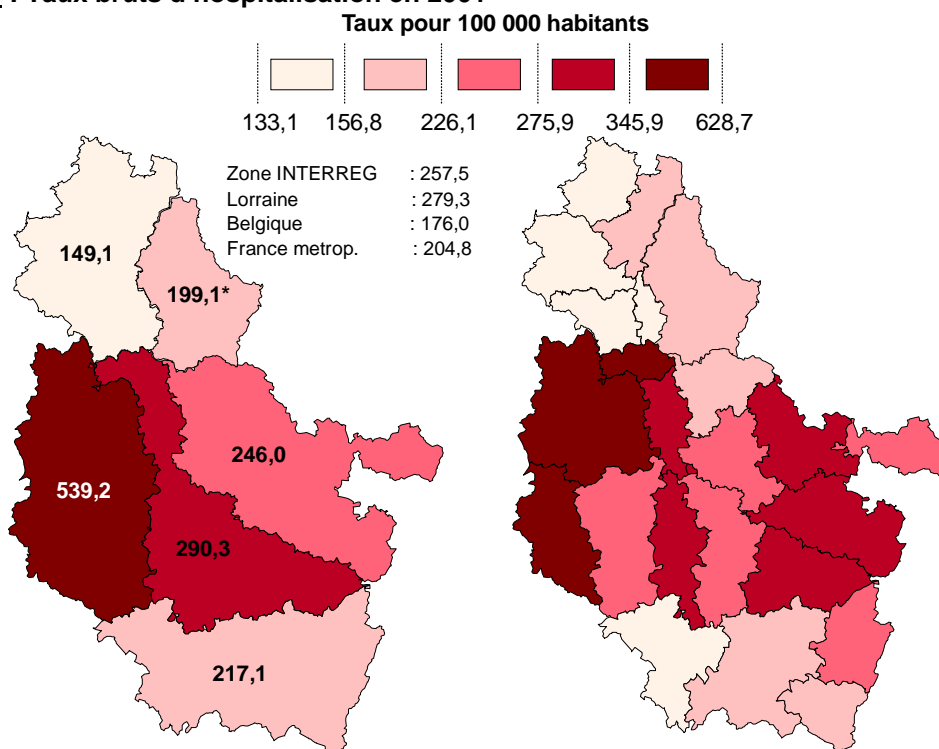 Taux pour 100 000 habitants
133,1 156,8 226,1 275,9 345,9 628,7
Zone INTERREG : 257,5
Lorraine : 279,3
Belgique : 176,0
France metrop. : 204,8
149,1
199,1*
246,0
539,2
290,3
217,1